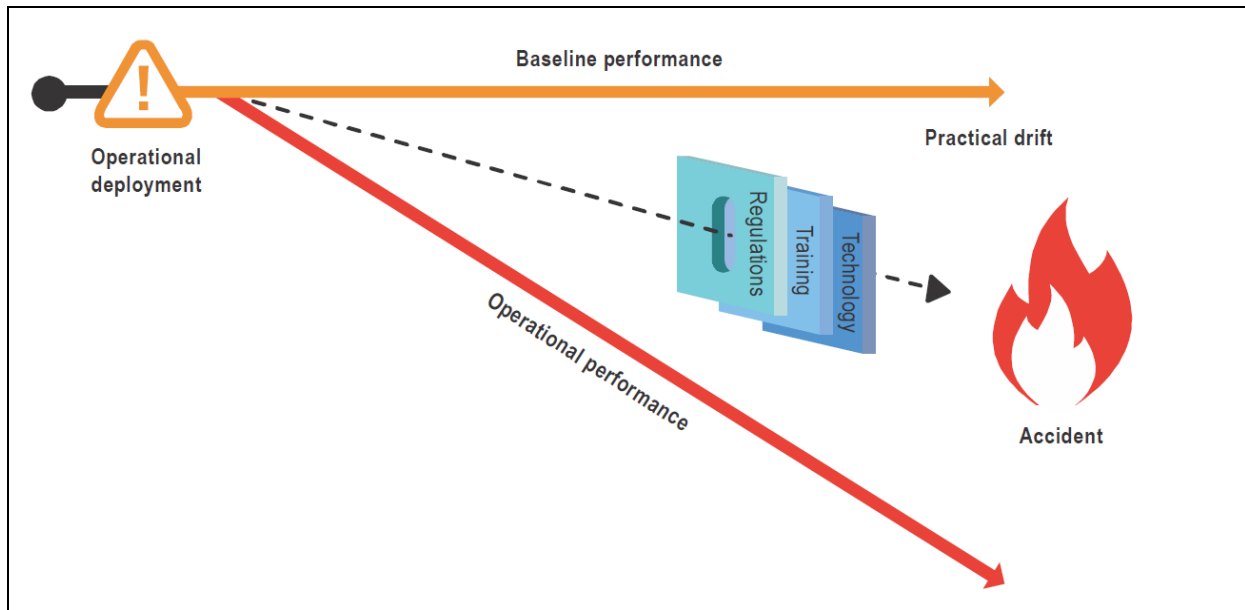 Baseline performance
Practical drift
Operational
deployment
Regulations
Training
Technology
Operational performance
Accident